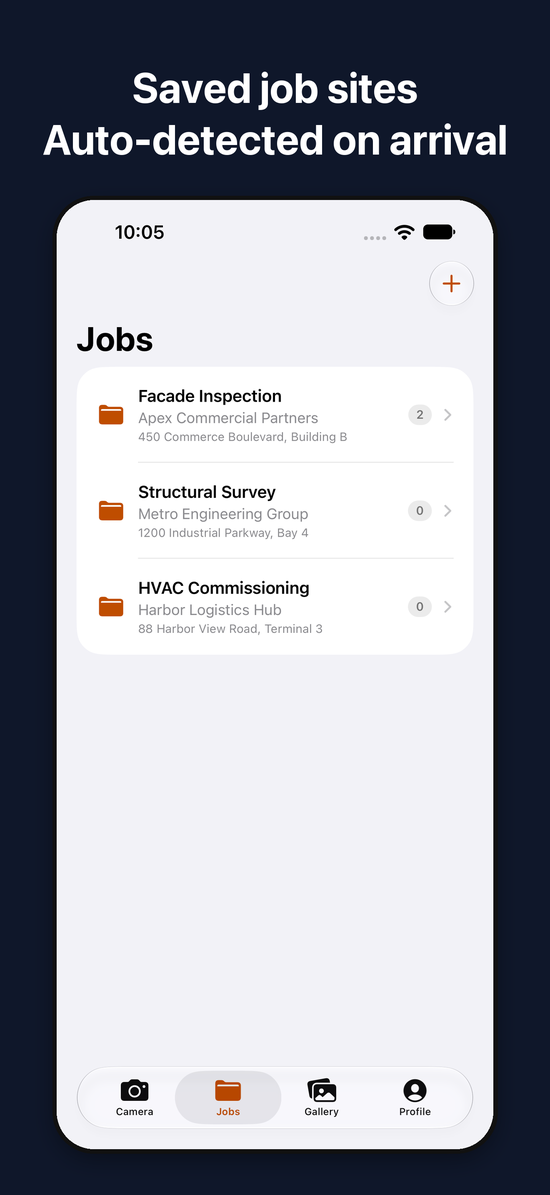 Saved job sites
Auto-detected on arrival
10:05
Jobs
Facade Inspection
Apex Commercial Partners
450 Commerce Boulevard, Building B
2
Structural Survey
Metro Engineering Group
1200 Industrial Parkway, Bay 4
0
HVAC Commissioning
Harbor Logistics Hub
88 Harbor View Road, Terminal 3
0
Camera
Jobs
Gallery
Profile